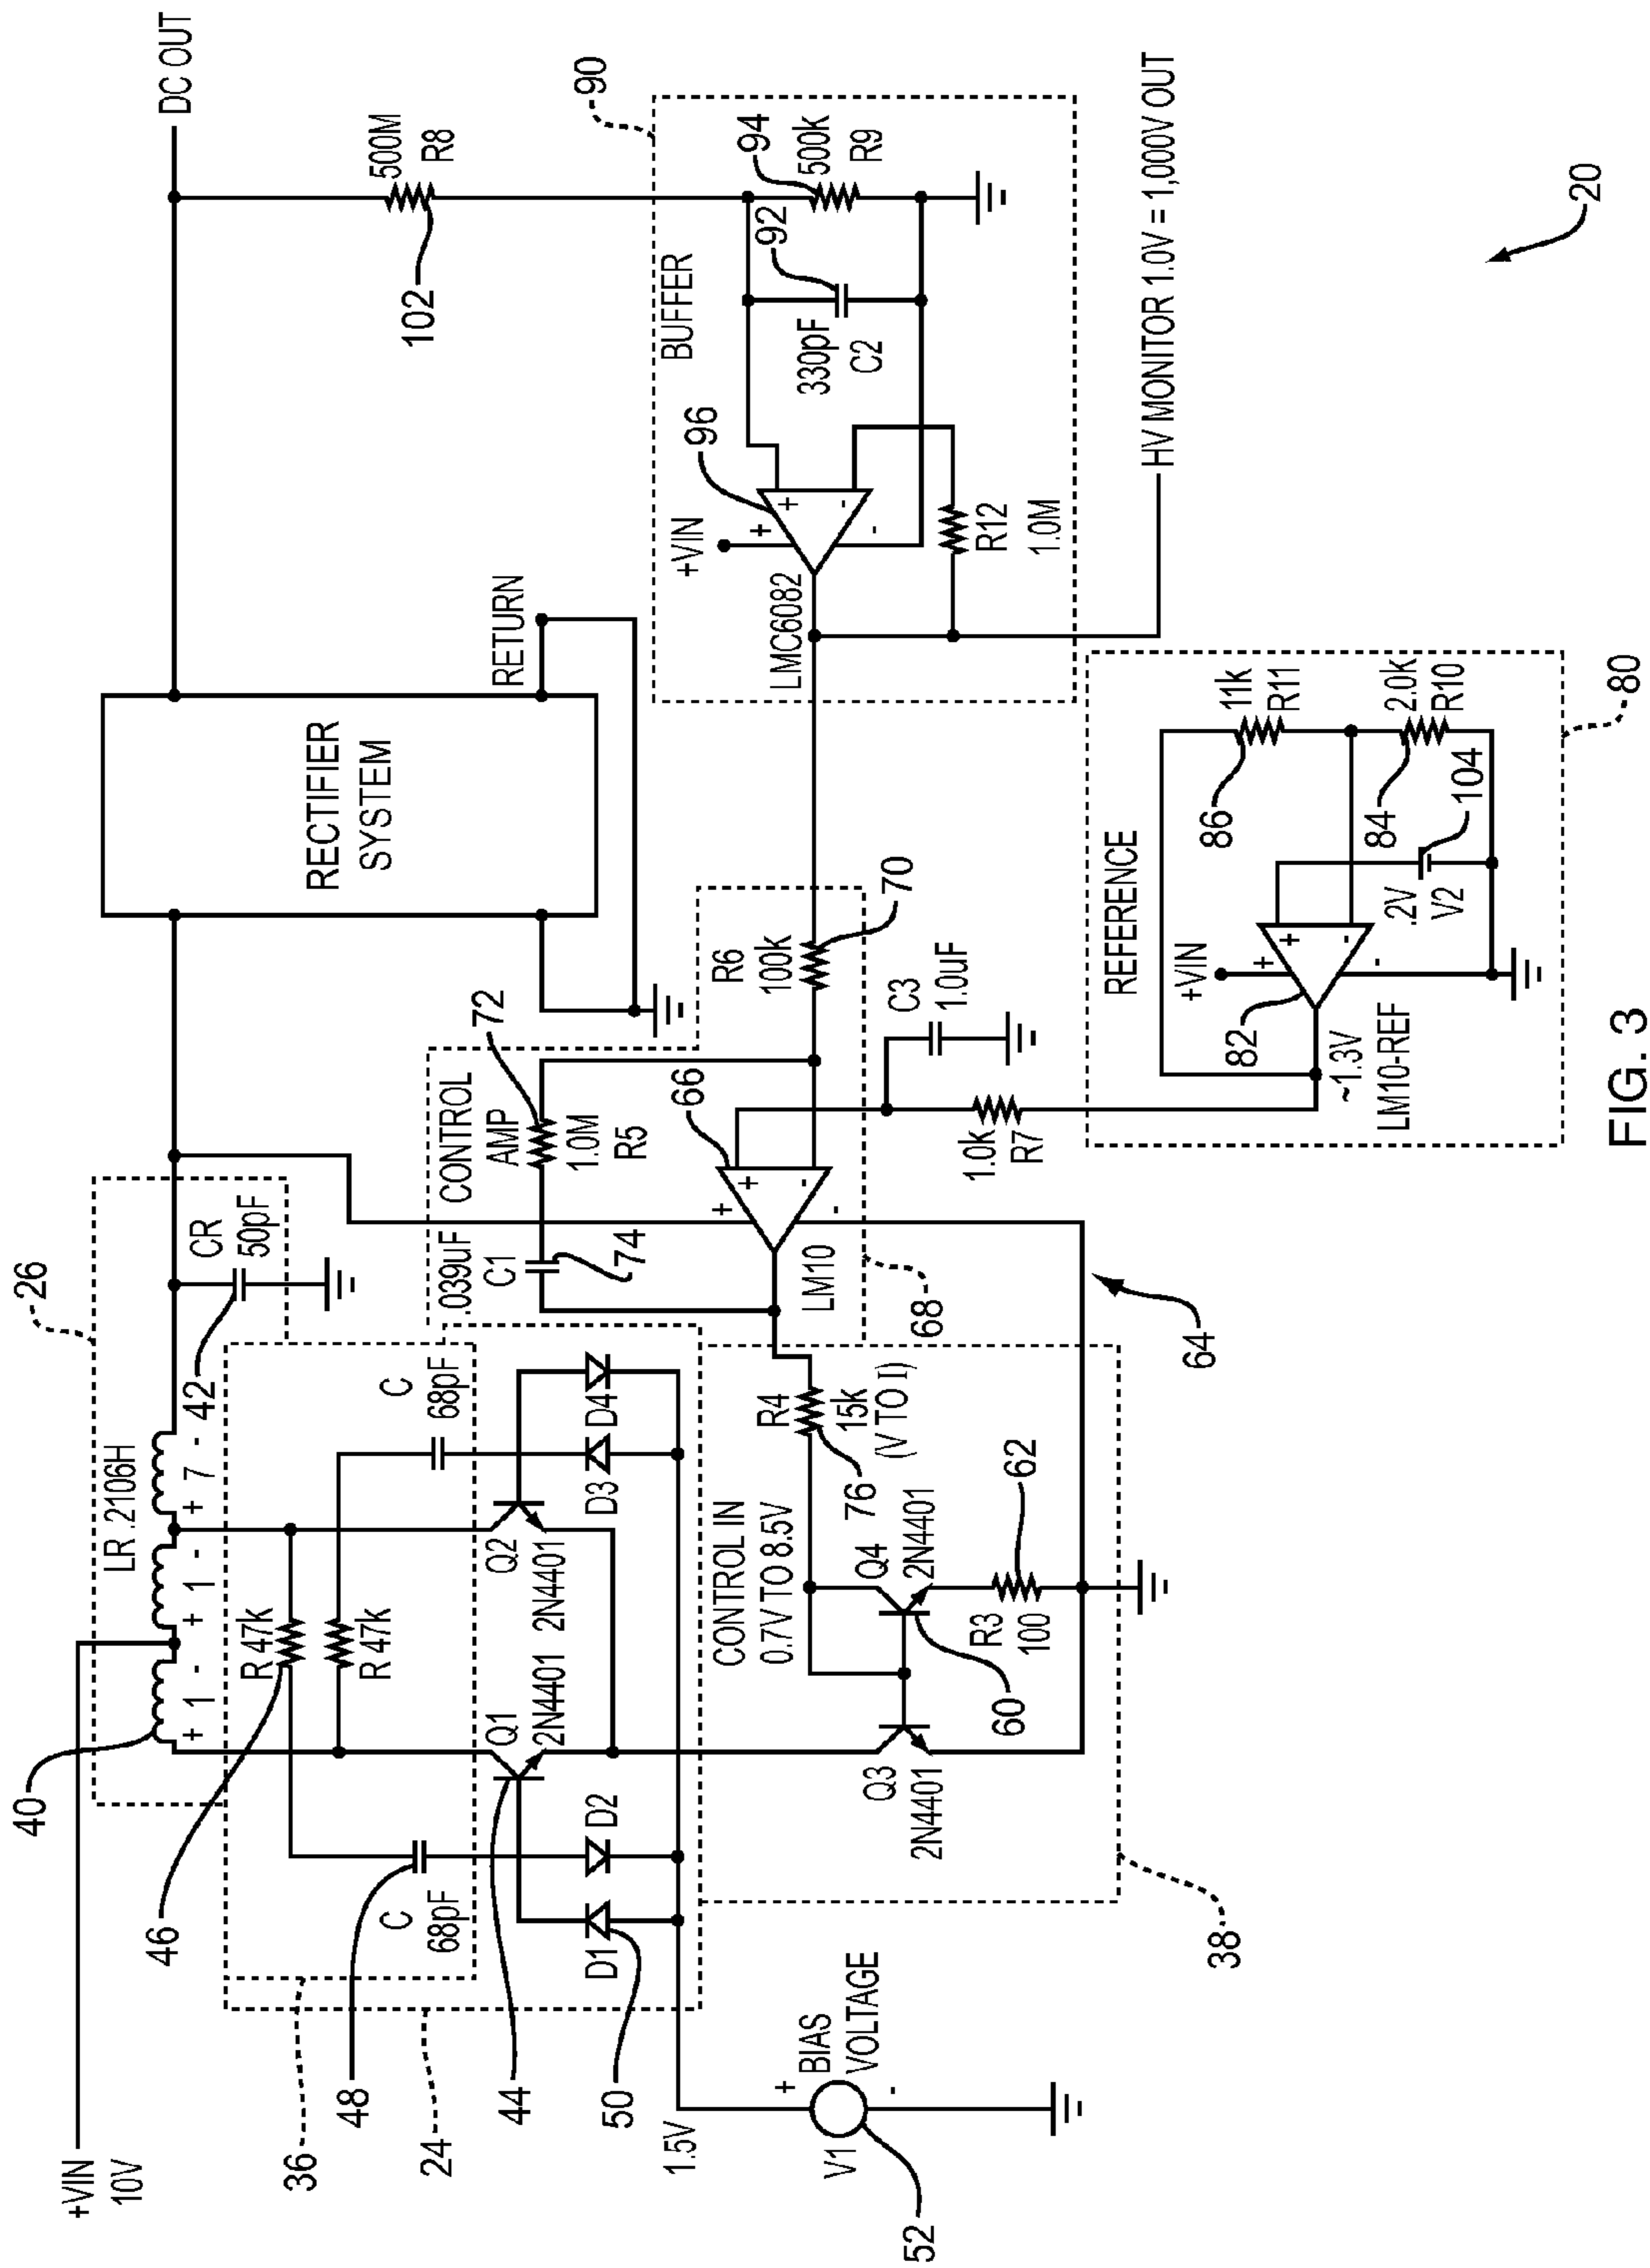 +VIN
10V
26
LR .2106H
+ 1 -
+ 1 -
+ 7 -
40
42
CR
50pF
RECTIFIER
SYSTEM
RETURN
DC OUT
500M
R8
102
36
24
46
48
44
50
R 47k
R 47k
C
68pF
C
68pF
Q1
2N4401
Q2
2N4401
D1
D2
D3
D4
1.5V
V1
+
BIAS
VOLTAGE
-
52
CONTROL
AMP
72
1.0M
R5
.039uF
C1
74
66
+
+
-
-
LM10
68
R6
100k
70
C3
1.0uF
1.0k
R7
64
R4
15k
(V TO I)
76
CONTROL IN
0.7V TO 8.5V
Q4
2N4401
62
R3
100
60
Q3
2N4401
38
90
BUFFER
94
500k
R9
92
330pF
C2
96
+VIN
+
+
-
-
LMC6082
R12
1.0M
HV MONITOR 1.0V = 1,000V OUT
REFERENCE
86
11k
R11
84
2.0k
R10
104
.2V
V2
+VIN
+
+
-
-
82
~1.3V
LM10-REF
80
20
FIG. 3